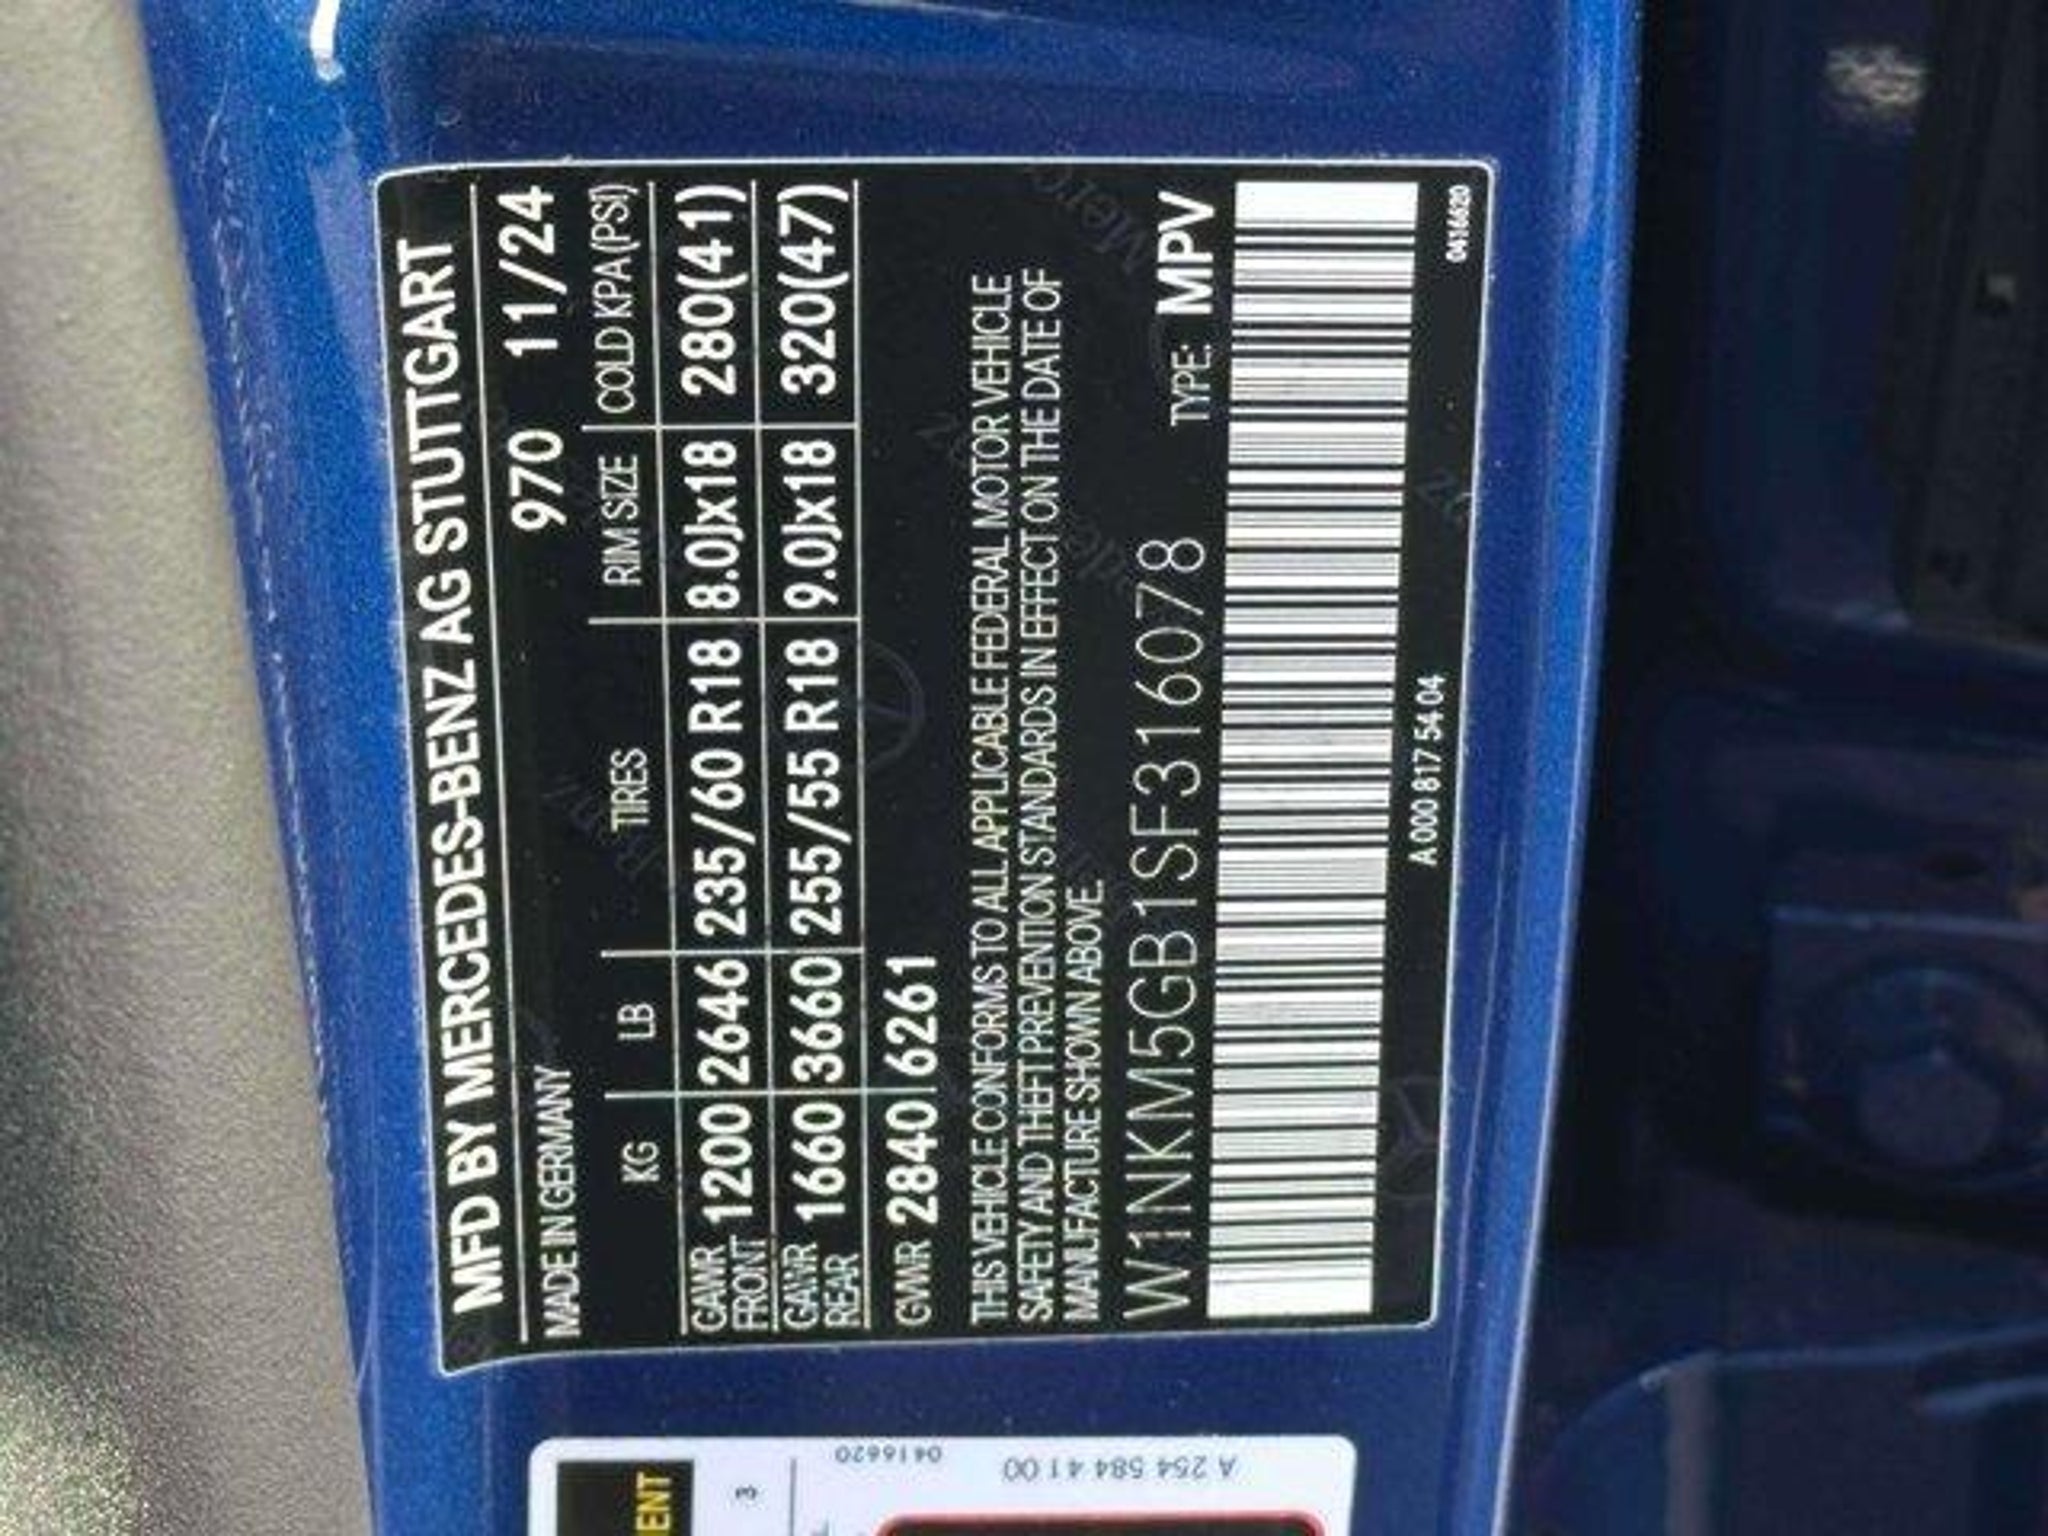 MFD BY MERCEDES-BENZ AG STUTTGART
MADE IN GERMANY 970 11/24
KG LB TIRES RIM SIZE COLD KPA(PSI)
GAWR FRONT 1200 2646 235/60 R18 8.0Jx18 280(41)
GAWR REAR 1660 3660 255/55 R18 9.0Jx18 320(47)
GVWR 2840 6261
THIS VEHICLE CONFORMS TO ALL APPLICABLE FEDERAL MOTOR VEHICLE
SAFETY AND THEFT PREVENTION STANDARDS IN EFFECT ON THE DATE OF
MANUFACTURE SHOWN ABOVE.
W1NKM5GB1SF316078 TYPE: MPV
A 000 817 54 04
0416620
0416620
A 254 584 41 00
ENT
3